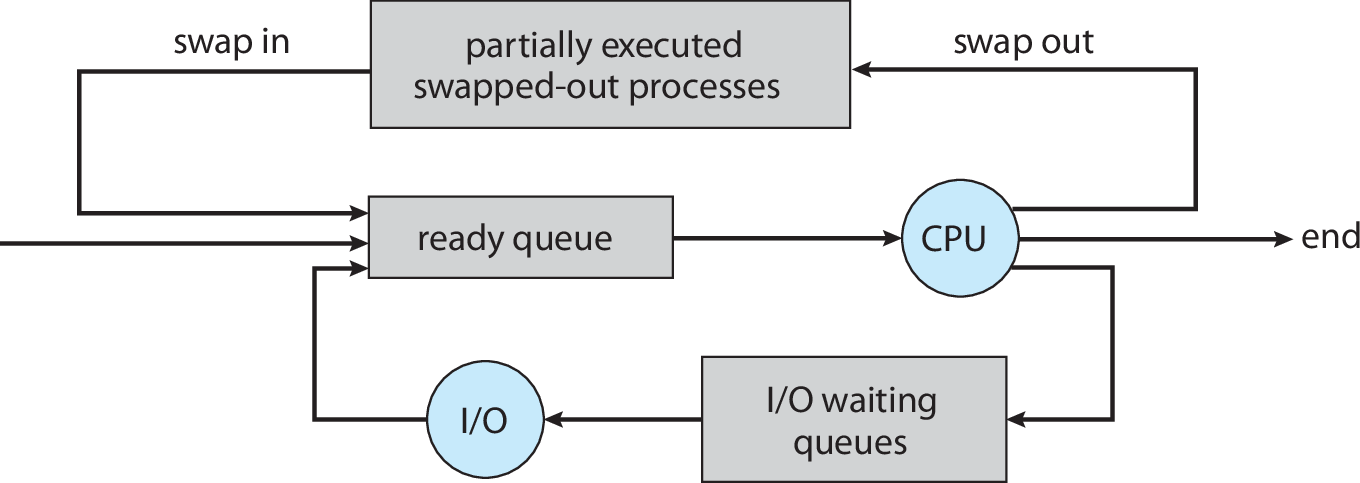 swap in
partially executed
swapped-out processes
swap out
ready queue
CPU
end
I/O
I/O waiting
queues